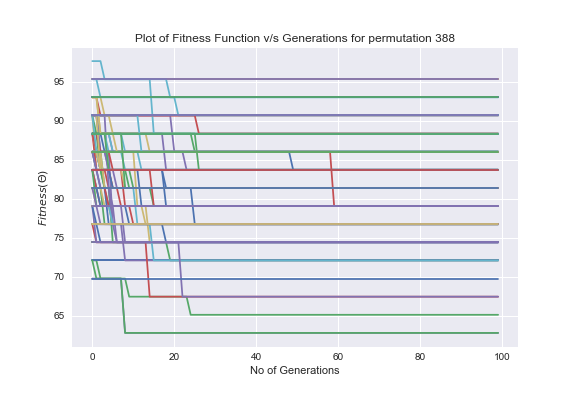 Plot of Fitness Function v/s Generations for permutation 388
95
90
85
80
75
70
65
Fitness(Θ)
0 20 40 60 80 100
No of Generations